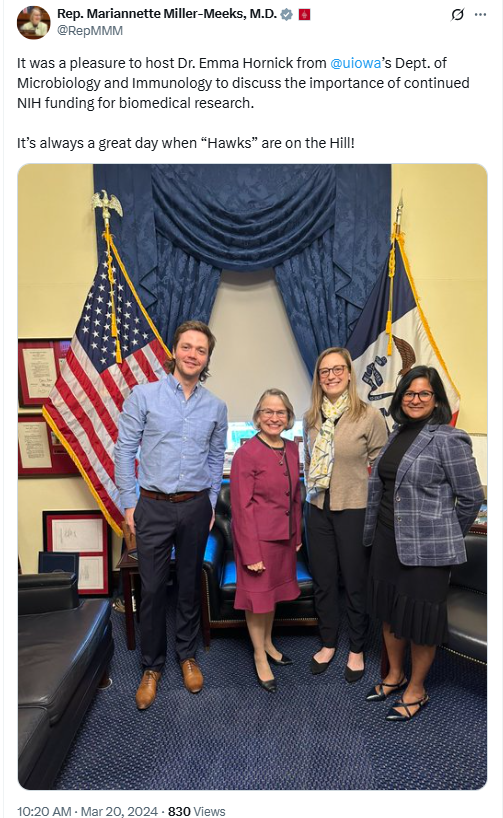 Rep. Mariannette Miller-Meeks, M.D.
@RepMMM
It was a pleasure to host Dr. Emma Hornick from @uiowa’s Dept. of
Microbiology and Immunology to discuss the importance of continued
NIH funding for biomedical research.
It’s always a great day when “Hawks” are on the Hill!
10:20 AM · Mar 20, 2024 · 830 Views